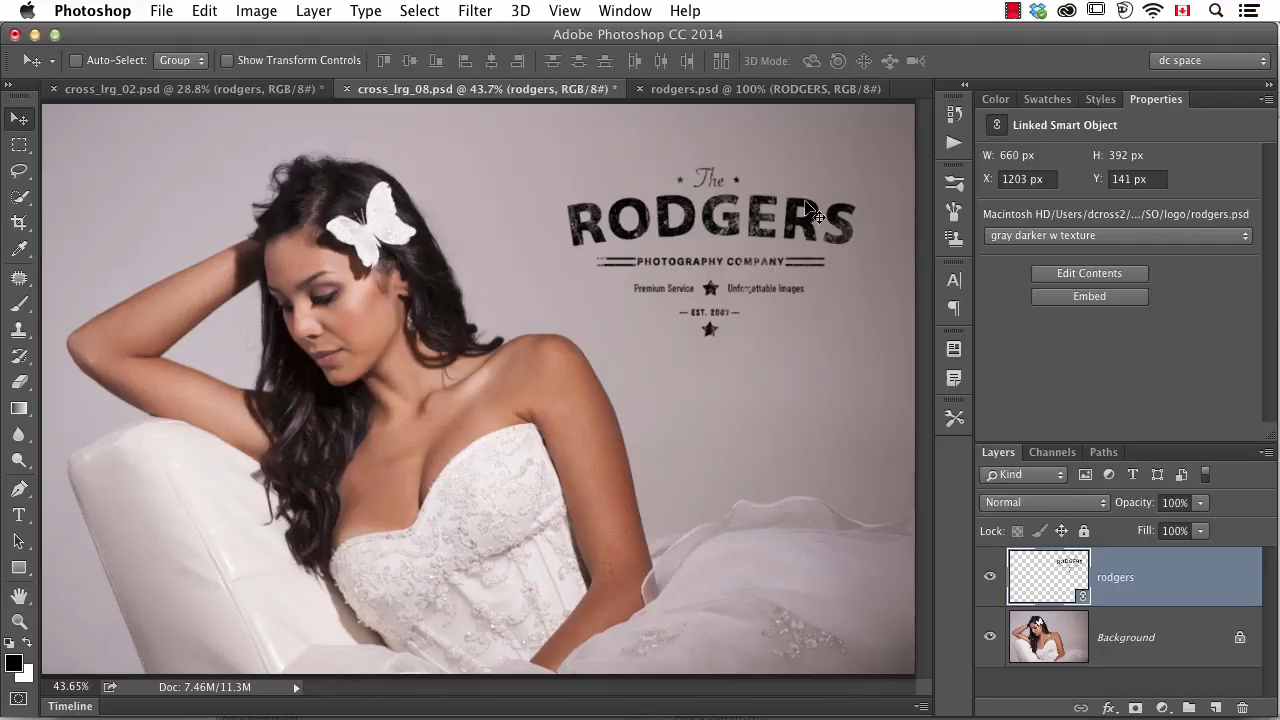 Photoshop File Edit Image Layer Type Select Filter 3D View Window Help
Adobe Photoshop CC 2014
Auto-Select: Group Show Transform Controls 3D Mode: dc space
cross_lrg_02.psd @ 28.8% (rodgers, RGB/8#) *
cross_lrg_08.psd @ 43.7% (rodgers, RGB/8#) *
rodgers.psd @ 100% (RODGERS, RGB/8#)
Color Swatches Styles Properties
Linked Smart Object
W: 660 px H: 392 px
X: 1203 px Y: 141 px
Macintosh HD/Users/dcross2/.../SO/logo/rodgers.psd
gray darker w texture
Edit Contents
Embed
The
RODGERS
PHOTOGRAPHY COMPANY
Premium Service Unforgettable Images
EST. 2007
Layers Channels Paths
Kind
Normal Opacity: 100%
Lock: Fill: 100%
rodgers
Background
43.65% Doc: 7.46M/11.3M
Timeline